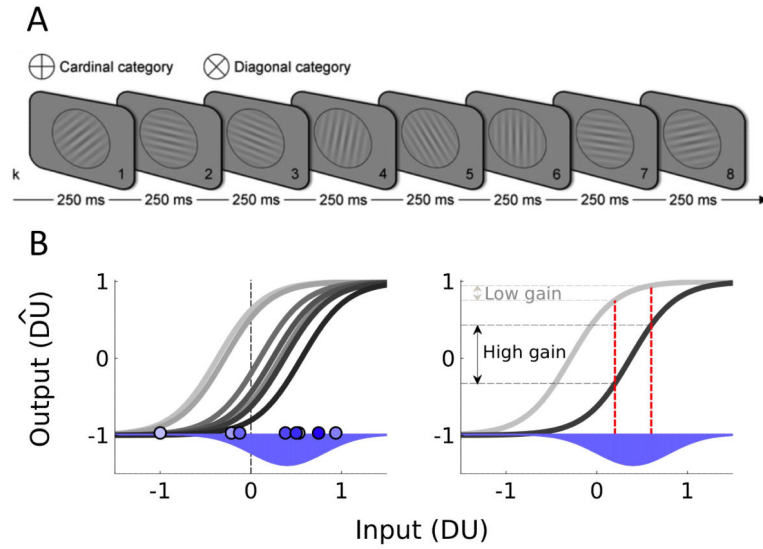 A
Cardinal category Diagonal category
k 1 2 3 4 5 6 7 8
250 ms 250 ms 250 ms 250 ms 250 ms 250 ms 250 ms 250 ms
B
Output (D̂U)
1
0
-1
-1 0 1
1
0
-1
Low gain
High gain
-1 0 1
Input (DU)